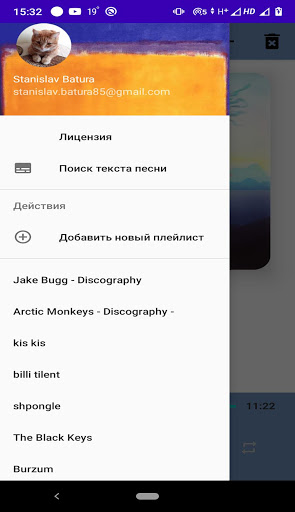 15:32
19°
HD
Stanislav Batura
stanislav.batura85@gmail.com
Лицензия
Поиск текста песни
Действия
Добавить новый плейлист
Jake Bugg - Discography
Arctic Monkeys - Discography -
kis kis
billi tilent
shpongle
11:22
The Black Keys
Burzum